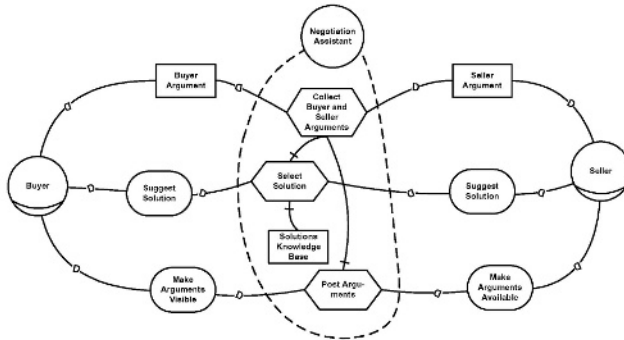 Negotiation
Assistant
Buyer
Argument
Collect
Buyer and
Seller
Arguments
Seller
Argument
D
D
D
D
Buyer
D
Suggest
Solution
D
Select
Solution
D
Suggest
Solution
D
Seller
Solutions
Knowledge
Base
D
Make
Arguments
Visible
D
Post Argu-
ments
D
Make
Arguments
Available
D